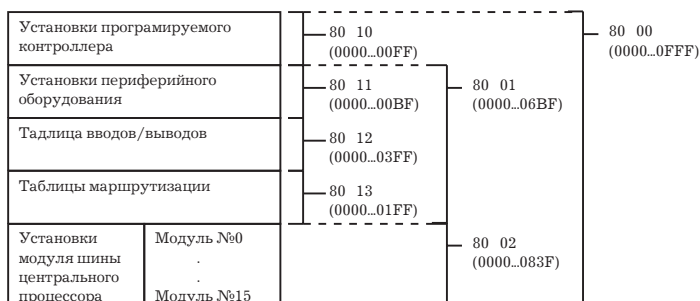 Установки програмируемого
контроллера
80 10
(0000...00FF)
80 00
(0000...0FFF)
Установки периферийного
оборудования
80 11
(0000...00BF)
80 01
(0000...06BF)
Тадлица вводов/выводов
80 12
(0000...03FF)
Таблицы маршрутизации
80 13
(0000...01FF)
Установки
модуля шины
центрального
процессора
Модуль №0
.
.
Модуль №15
80 02
(0000...083F)